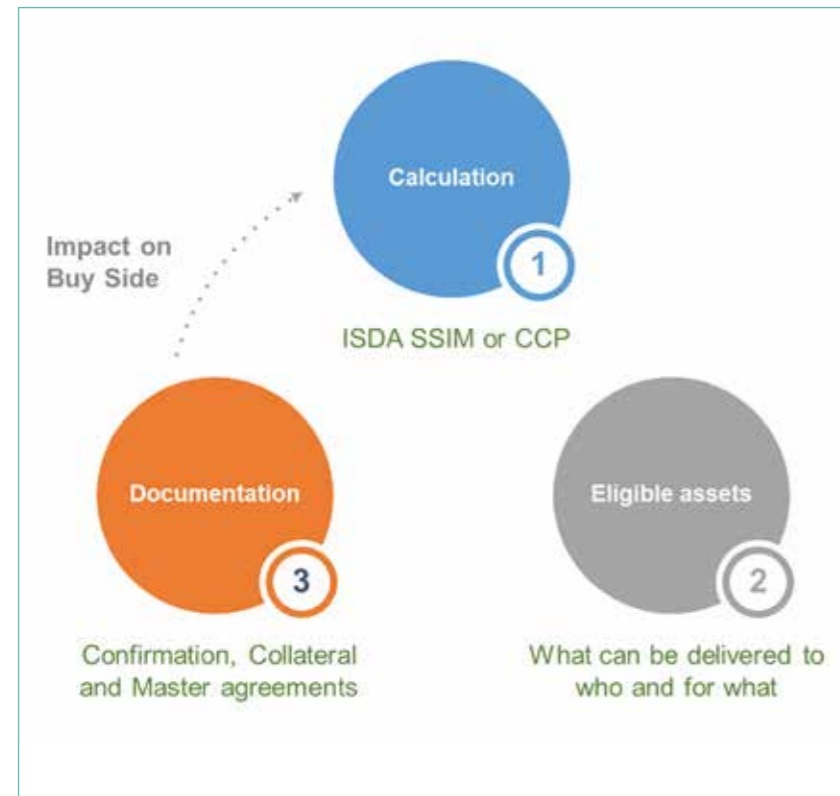 Calculation
1
Impact on
Buy Side
ISDA SSIM or CCP
Documentation
3
Confirmation, Collateral
and Master agreements
Eligible assets
2
What can be delivered to
who and for what